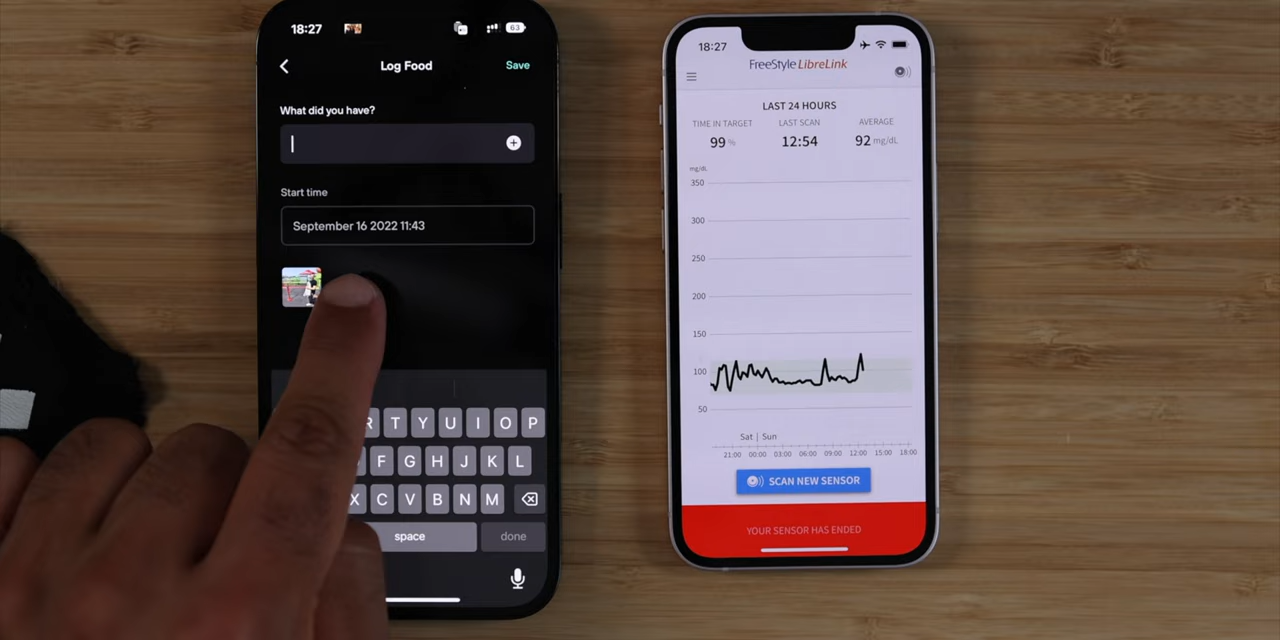 18:27
63
Log Food
Save
What did you have?
Start time
September 16 2022 11:43
R T Y U I O P
F G H J K L
X C V B N M
space
done
18:27
FreeStyle LibreLink
LAST 24 HOURS
TIME IN TARGET
LAST SCAN
AVERAGE
99 %
12:54
92 mg/dL
mg/dL
350
300
250
200
150
100
50
Sat | Sun
21:00 00:00 03:00 06:00 09:00 12:00 15:00 18:00
SCAN NEW SENSOR
YOUR SENSOR HAS ENDED